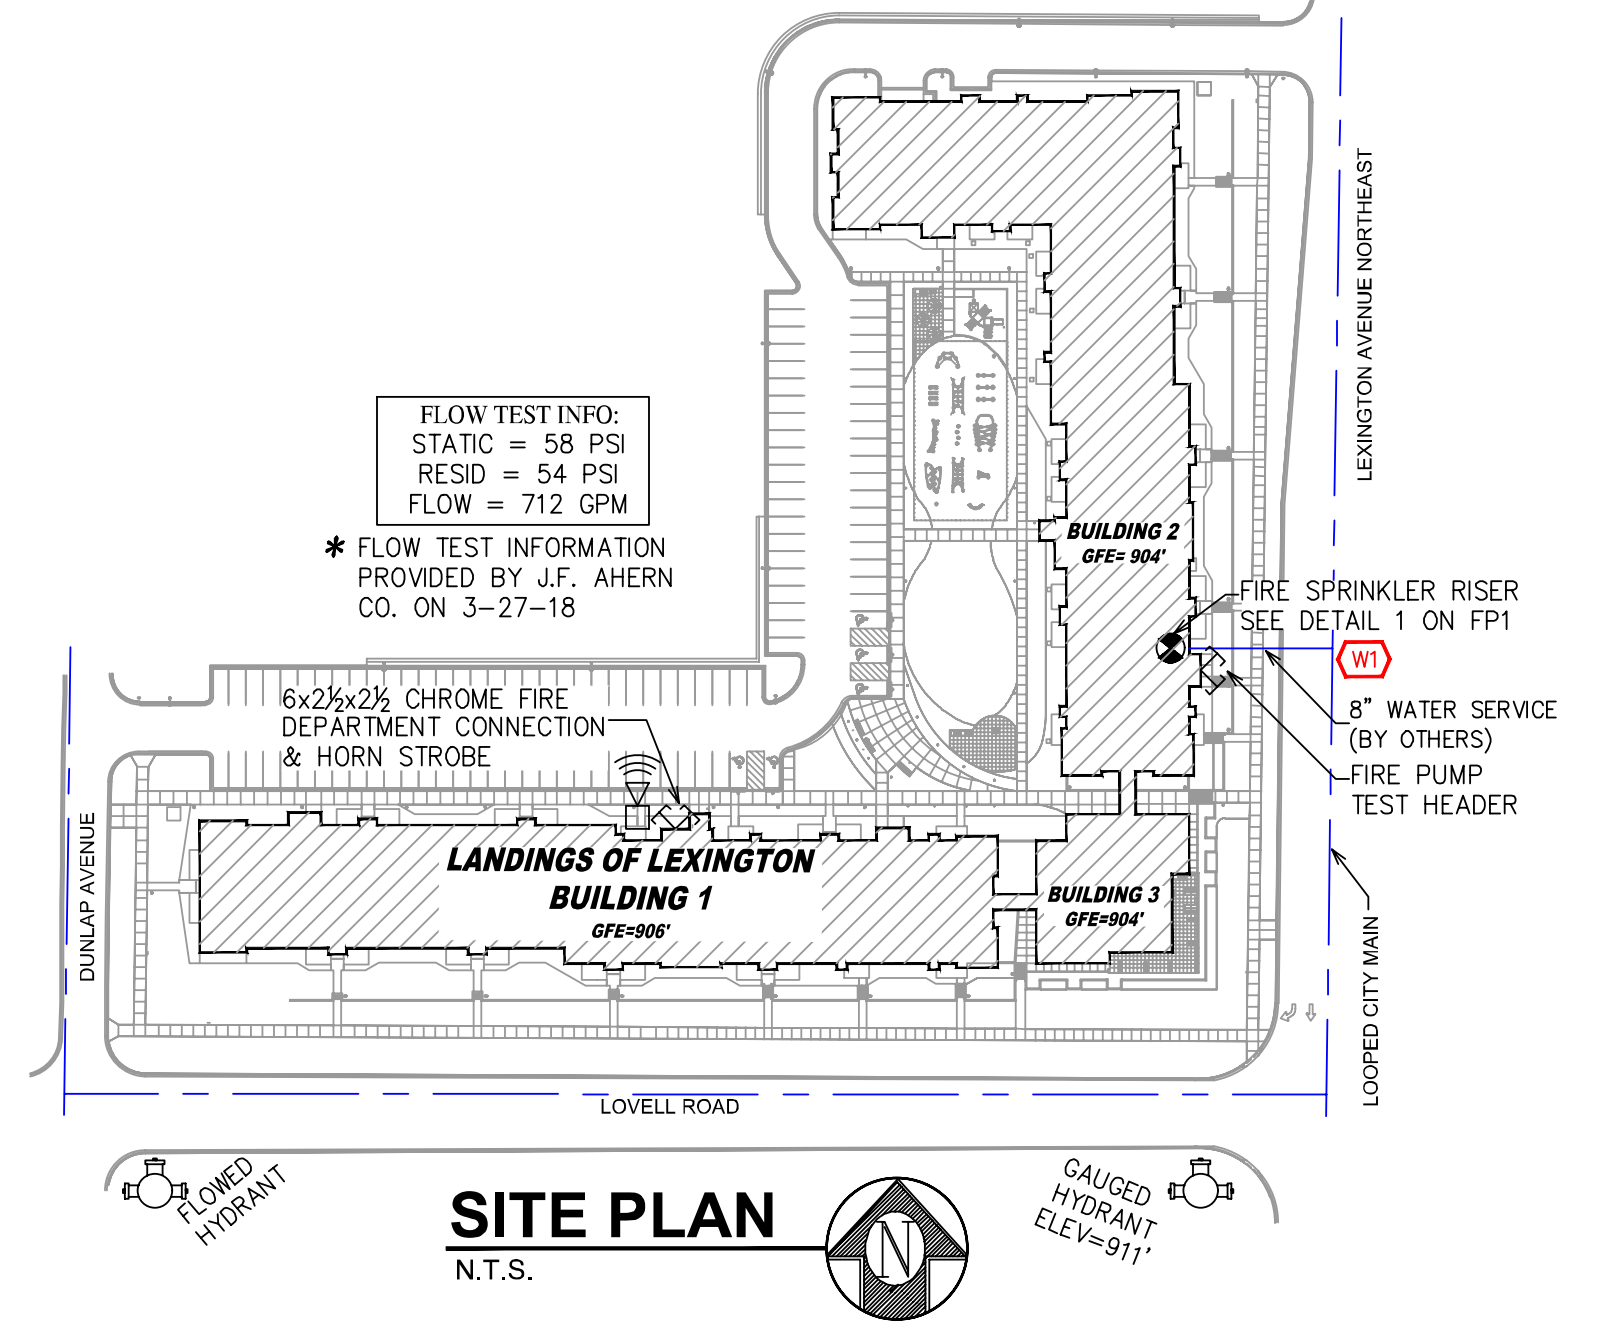 LEXINGTON AVENUE NORTHEAST
FLOW TEST INFO:
STATIC = 58 PSI
RESID = 54 PSI
FLOW = 712 GPM
* FLOW TEST INFORMATION
PROVIDED BY J.F. AHERN
CO. ON 3-27-18
BUILDING 2
GFE= 904'
FIRE SPRINKLER RISER
SEE DETAIL 1 ON FP1
W1
8" WATER SERVICE
(BY OTHERS)
FIRE PUMP
TEST HEADER
6x2½x2½ CHROME FIRE
DEPARTMENT CONNECTION
& HORN STROBE
DUNLAP AVENUE
LANDINGS OF LEXINGTON
BUILDING 1
GFE=906'
BUILDING 3
GFE=904'
LOOPED CITY MAIN
LOVELL ROAD
FLOWED
HYDRANT
GAUGED
HYDRANT
ELEV=911'
SITE PLAN
N.T.S.
N